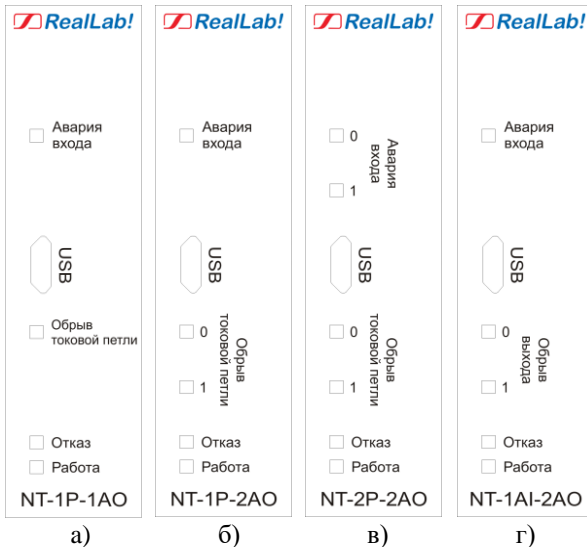 RealLab!
Авария
входа
USB
Обрыв
токовой петли
Отказ
Работа
NT-1P-1AO
а)
RealLab!
Авария
входа
USB
0
1
Обрыв
токовой петли
Отказ
Работа
NT-1P-2AO
б)
RealLab!
0
1
Авария
входа
USB
0
1
Обрыв
токовой петли
Отказ
Работа
NT-2P-2AO
в)
RealLab!
Авария
входа
USB
0
1
Обрыв
выхода
Отказ
Работа
NT-1AI-2AO
г)